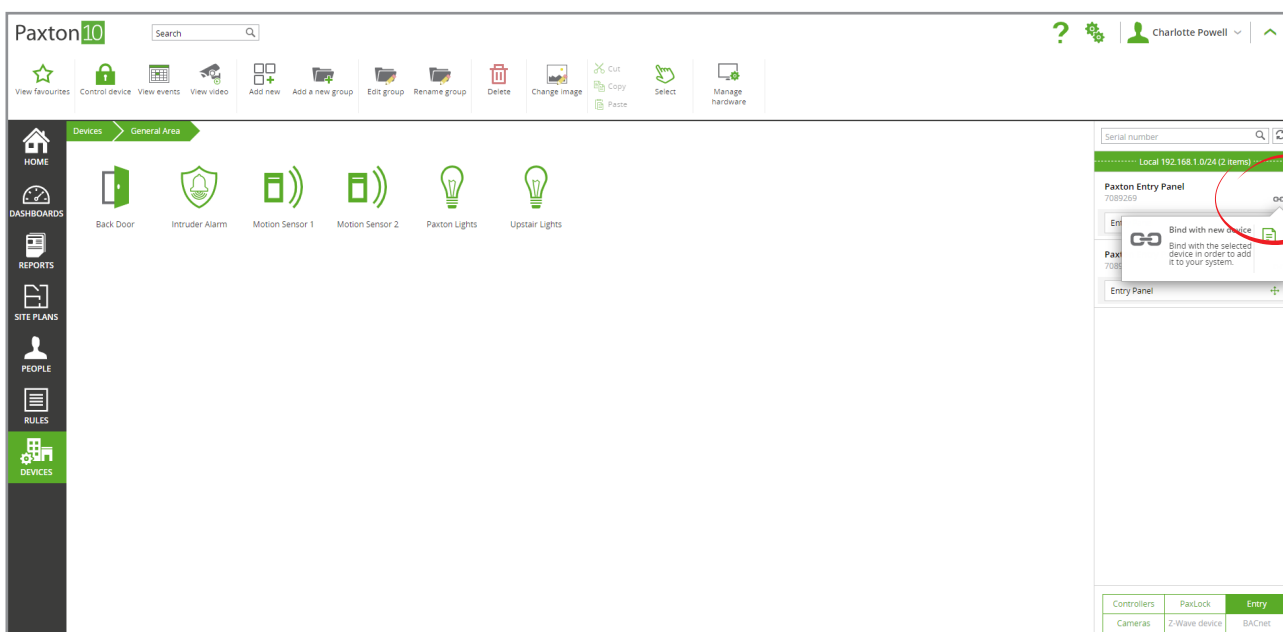 Paxton10
Search
Charlotte Powell
View favourites
Control device
View events
View video
Add new
Add a new group
Edit group
Rename group
Delete
Change image
Cut
Copy
Paste
Select
Manage
hardware
HOME
DASHBOARDS
REPORTS
SITE PLANS
PEOPLE
RULES
DEVICES
Devices
General Area
Back Door
Intruder Alarm
Motion Sensor 1
Motion Sensor 2
Paxton Lights
Upstair Lights
Serial number
Local 192.168.1.0/24 (2 items)
Paxton Entry Panel
7089269
Bind with new device
Bind with the selected
device in order to add
it to your system.
Entry Panel
Controllers
PaxLock
Entry
Cameras
Z-Wave device
BACnet